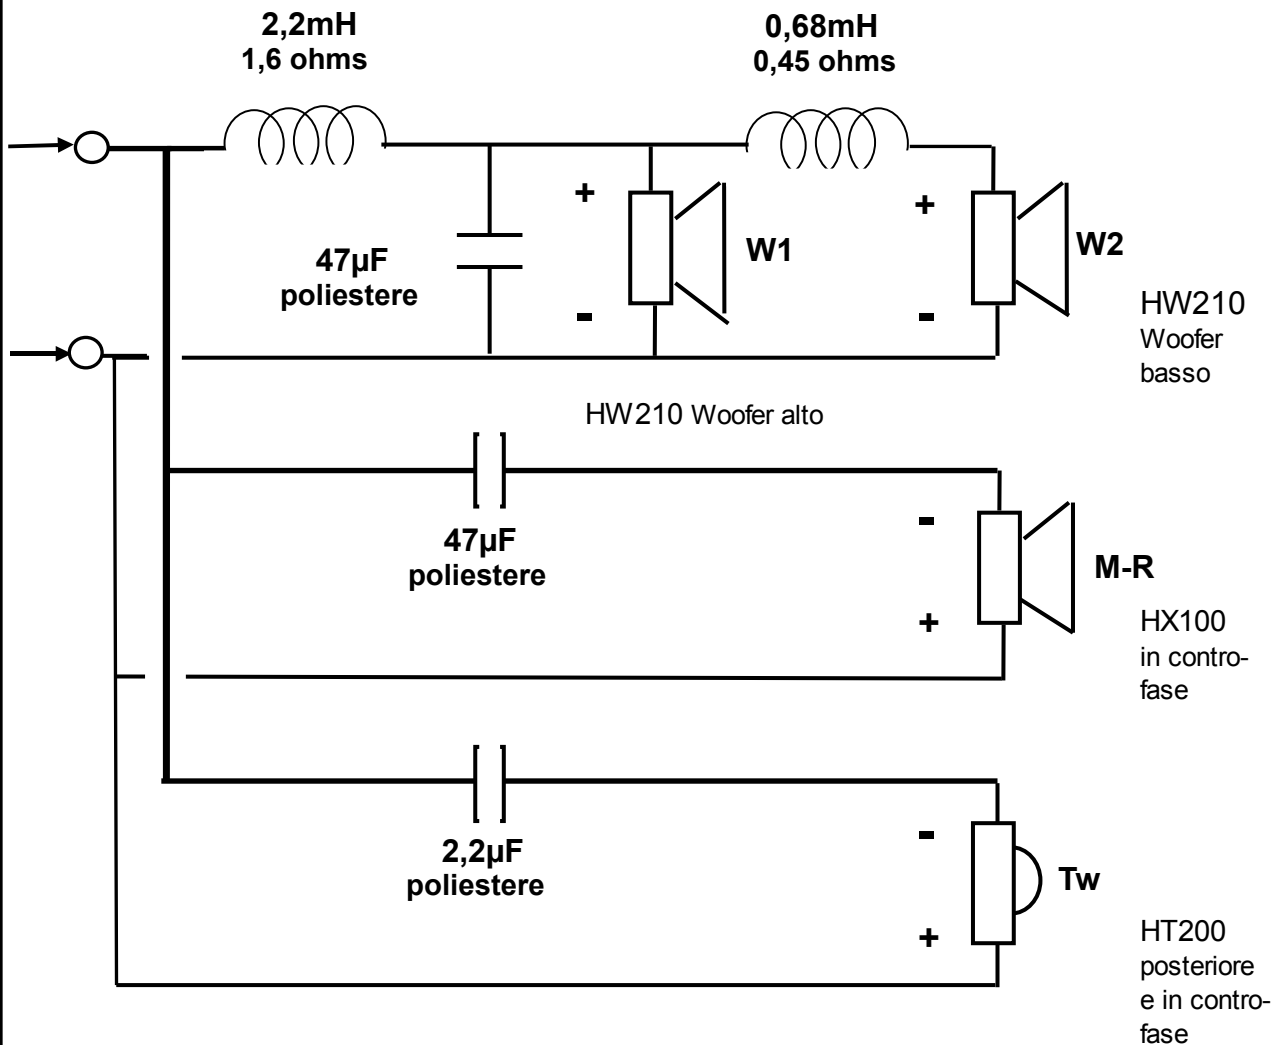 2,2mH
1,6 ohms
0,68mH
0,45 ohms
+
-
W1
+
-
W2
47µF
poliestere
HW210
Woofer
basso
HW210 Woofer alto
47µF
poliestere
-
+
M-R
HX100
in contro-
fase
2,2µF
poliestere
-
+
Tw
HT200
posteriore
e in contro-
fase